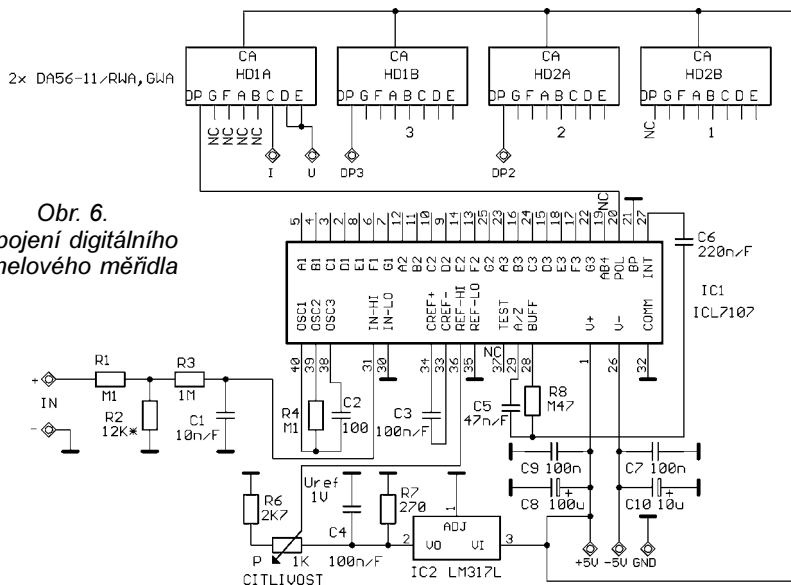 2x DA56-11/RWA,GWA
CA
HD1A
DP G F A B C D E
CA
HD1B
DP G F A B C D E
CA
HD2A
DP G F A B C D E
CA
HD2B
DP G F A B C D E
NC
NC
NC
NC
I
U
DP3
3
DP2
2
NC
1
Obr. 6.
pojení digitálního
nelového měřidla
5 4 3 2 8 6 7 12 11 10 9 14 13 25 23 16 24 15 18 17 22 19 20 21 27
NC
A1 B1 C1 D1 E1 F1 G1 A2 B2 C2 D2 E2 F2 G2 A3 B3 C3 D3 E3 F3 G3 AB4 POL BP INT
OSC1 OSC2 OSC3 IN-HI IN-LO CREF+ CREF- REF-HI REF-LO TEST A/Z BUFF V+ V- COMM
40 39 38 31 30 34 33 36 35 37 29 28 1 26 32
NC
C6
220n/F
IC1
ICL7107
+
IN
-
R1
M1
R2
12K*
R3
1M
C1
10n/F
R4
M1
C2
100
C3
100n/F
C5
47n/F
R8
M47
C9 100n
C8 100u
+
C7 100n
C10 10u
+
R6
2K7
Uref
1V
C4
100n/F
R7
270
P 1K
CITLIVOST
ADJ
1
2 VO VI 3
IC2 LM317L
+5V -5V GND